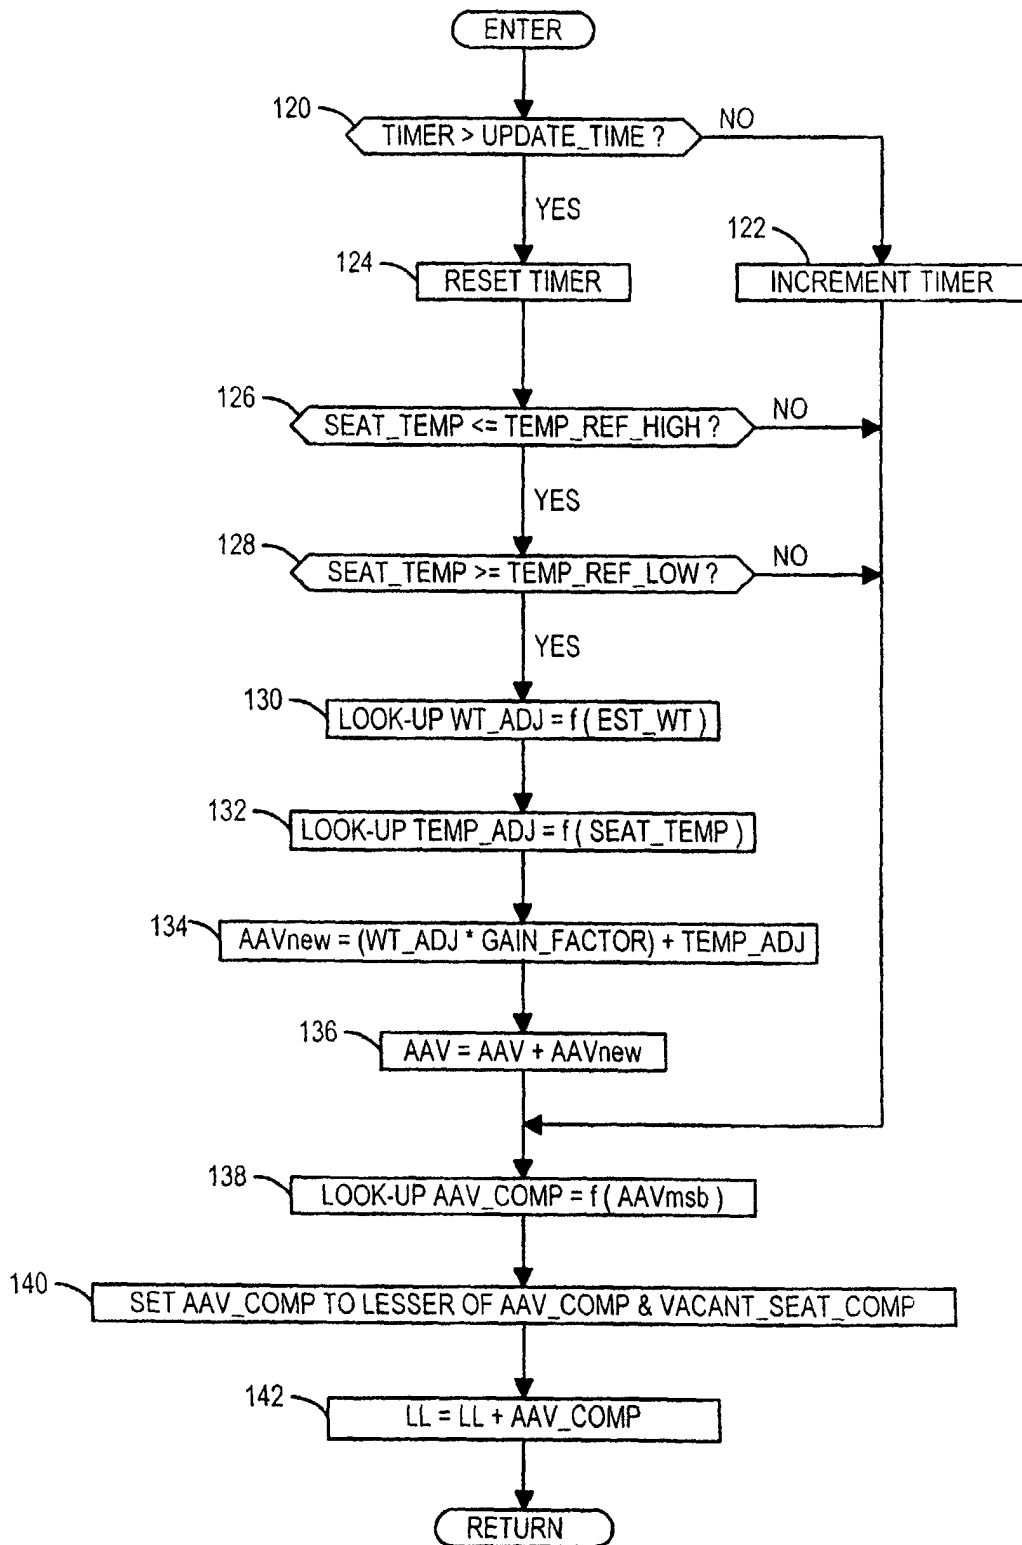 ENTER
120
TIMER > UPDATE_TIME ?
NO
YES
122
124
RESET TIMER
INCREMENT TIMER
126
SEAT_TEMP <= TEMP_REF_HIGH ?
NO
YES
128
SEAT_TEMP >= TEMP_REF_LOW ?
NO
YES
130
LOOK-UP WT_ADJ = f ( EST_WT )
132
LOOK-UP TEMP_ADJ = f ( SEAT_TEMP )
134
AAVnew = (WT_ADJ * GAIN_FACTOR) + TEMP_ADJ
136
AAV = AAV + AAVnew
138
LOOK-UP AAV_COMP = f ( AAVmsb )
140
SET AAV_COMP TO LESSER OF AAV_COMP & VACANT_SEAT_COMP
142
LL = LL + AAV_COMP
RETURN